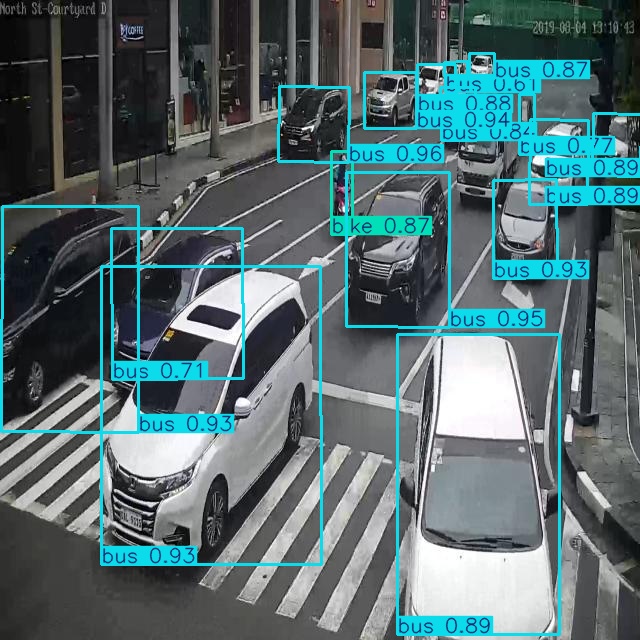 North St-Courtyard D
2019-08-04 13:10:43
COFFEE
bus 0.87
bus 0.61
bus 0.88
bus 0.94
bus 0.84
bus 0.77
bus 0.96
bus 0.89
bus 0.89
bike 0.87
bus 0.93
bus 0.95
bus 0.71
bus 0.93
bus 0.93
bus 0.89